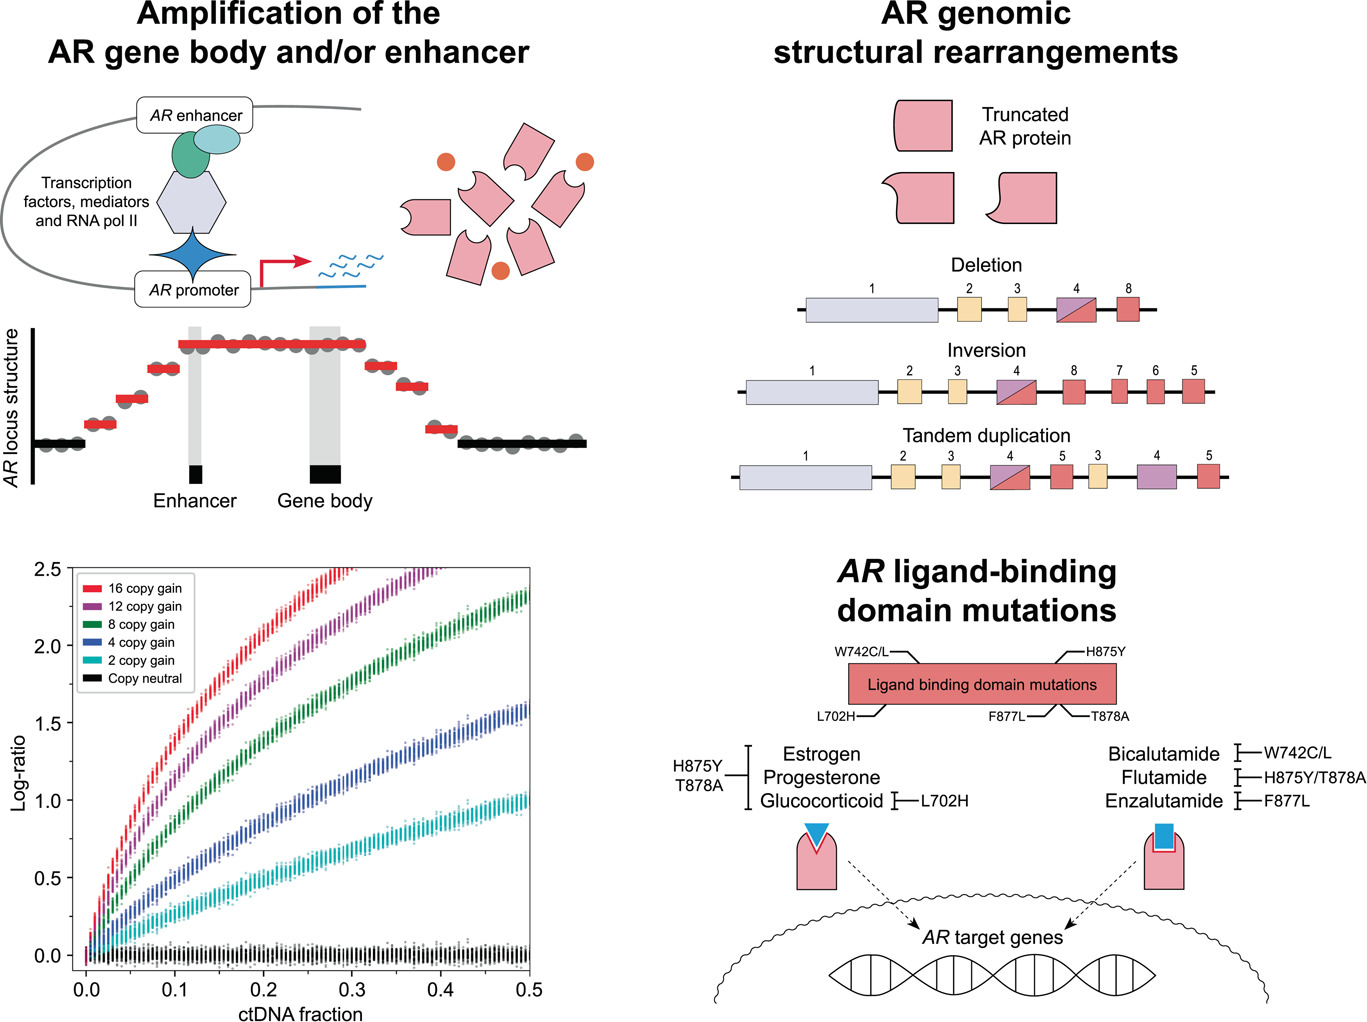 Amplification of the
AR gene body and/or enhancer
AR enhancer
Transcription
factors, mediators
and RNA pol II
AR promoter
AR locus structure
Enhancer
Gene body
2.5
2.0
1.5
1.0
0.5
0.0
Log-ratio
16 copy gain
12 copy gain
8 copy gain
4 copy gain
2 copy gain
Copy neutral
0.0 0.1 0.2 0.3 0.4 0.5
ctDNA fraction
AR genomic
structural rearrangements
Truncated
AR protein
Deletion
1 2 3 4 8
Inversion
1 2 3 4 8 7 6 5
Tandem duplication
1 2 3 4 5 3 4 5
AR ligand-binding
domain mutations
W742C/L
H875Y
Ligand binding domain mutations
L702H
F877L
T878A
H875Y
T878A
Estrogen
Progesterone
Glucocorticoid
L702H
Bicalutamide
W742C/L
Flutamide
H875Y/T878A
Enzalutamide
F877L
AR target genes